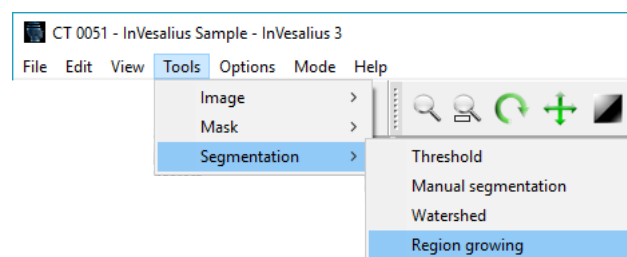 CT 0051 - InVesalius Sample - InVesalius 3
File Edit View Tools Options Mode Help
Image
Mask
Segmentation
Threshold
Manual segmentation
Watershed
Region growing